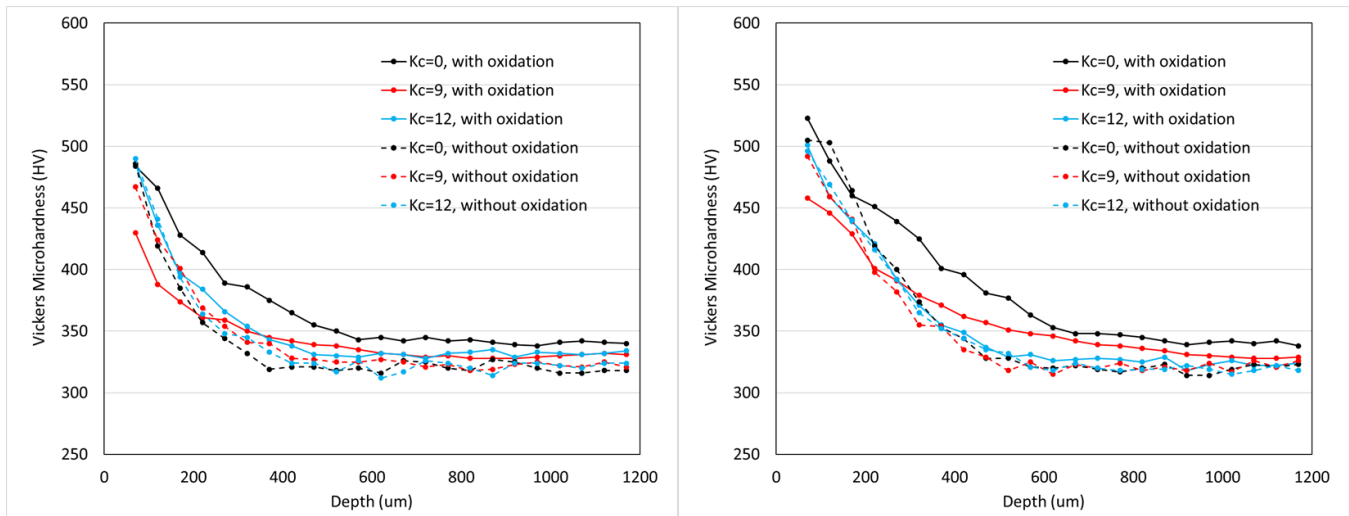 600
550
500
450
400
350
300
250
Vickers Microhardness (HV)
Kc=0, with oxidation
Kc=9, with oxidation
Kc=12, with oxidation
Kc=0, without oxidation
Kc=9, without oxidation
Kc=12, without oxidation
0 200 400 600 800 1000 1200
Depth (um)
600
550
500
450
400
350
300
250
Vickers Microhardness (HV)
Kc=0, with oxidation
Kc=9, with oxidation
Kc=12, with oxidation
Kc=0, without oxidation
Kc=9, without oxidation
Kc=12, without oxidation
0 200 400 600 800 1000 1200
Depth (um)